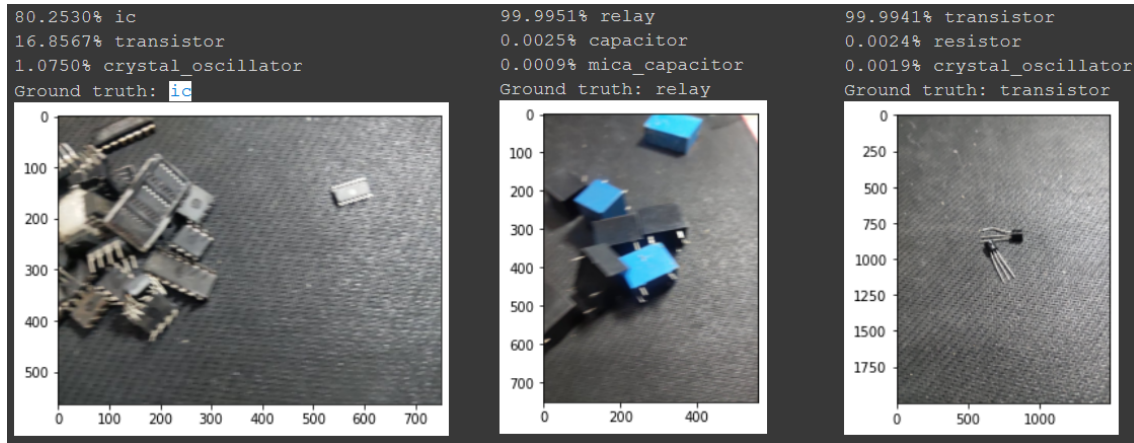 80.2530% ic
16.8567% transistor
1.0750% crystal_oscillator
Ground truth: ic
0
100
200
300
400
500
0 100 200 300 400 500 600 700
99.9951% relay
0.0025% capacitor
0.0009% mica_capacitor
Ground truth: relay
0
100
200
300
400
500
600
700
0 200 400
99.9941% transistor
0.0024% resistor
0.0019% crystal_oscillator
Ground truth: transistor
0
250
500
750
1000
1250
1500
1750
0 500 1000